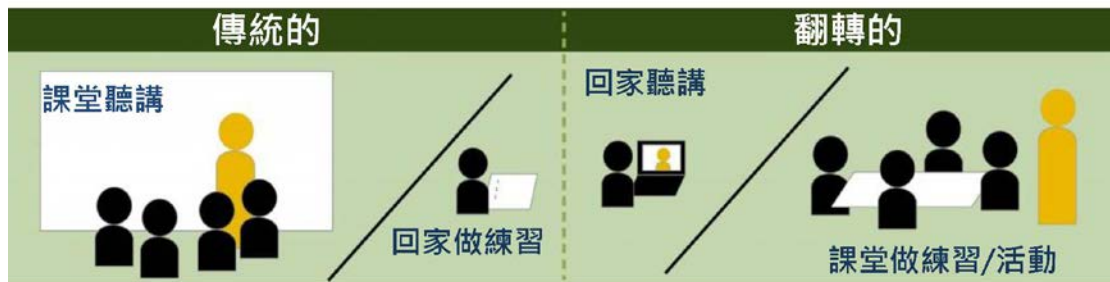 傳統的
課堂聽講
回家做練習
翻轉的
回家聽講
課堂做練習/活動